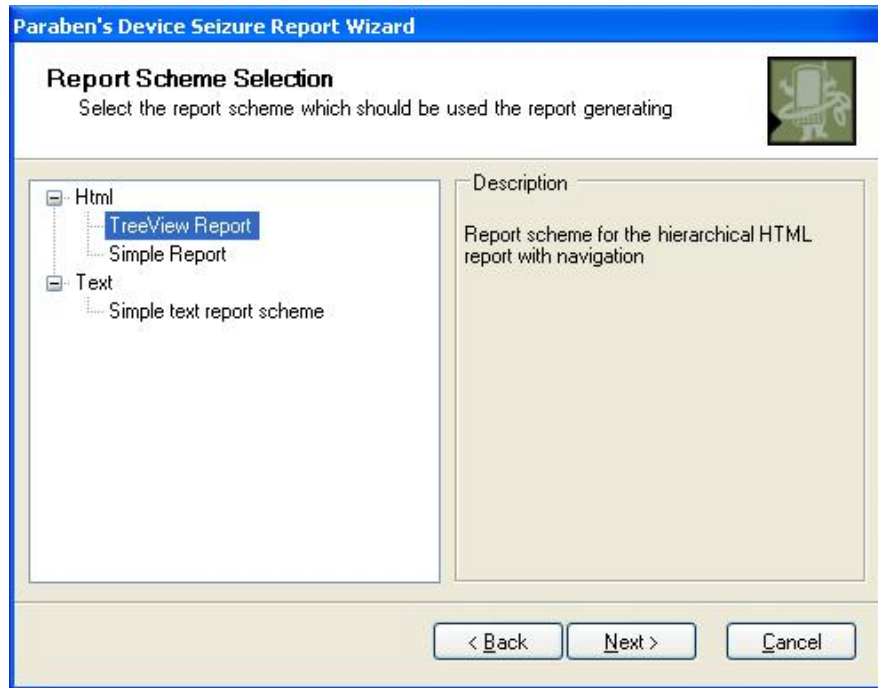 Paraben's Device Seizure Report Wizard
Report Scheme Selection
Select the report scheme which should be used the report generating
Html
TreeView Report
Simple Report
Text
Simple text report scheme
Description
Report scheme for the hierarchical HTML
report with navigation
< Back
Next >
Cancel